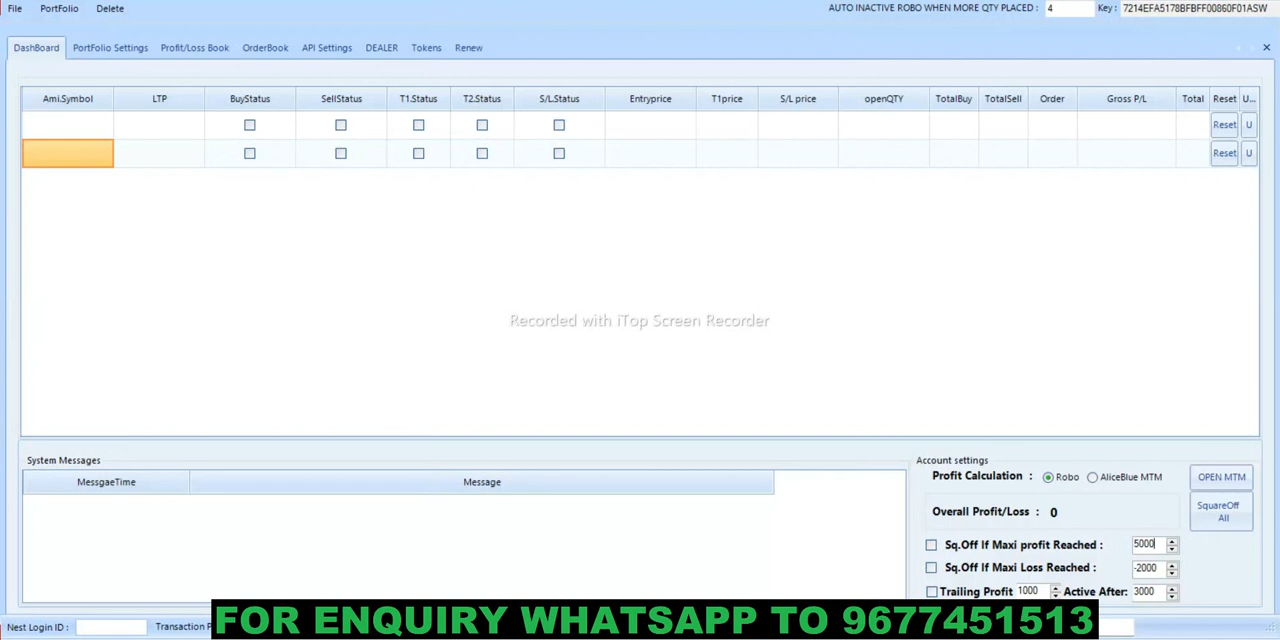 File PortFolio Delete AUTO INACTIVE ROBO WHEN MORE QTY PLACED : 4 Key : 7214EFA5178BFBFF00860F01ASW
DashBoard PortFolio Settings Profit/Loss Book OrderBook API Settings DEALER Tokens Renew
Ami.Symbol LTP BuyStatus SellStatus T1.Status T2.Status S/L.Status Entryprice T1price S/L price openQTY TotalBuy TotalSell Order Gross P/L Total Reset U...
Reset U
Reset U
Recorded with iTop Screen Recorder
System Messages
MessgaeTime Message
Account settings
Profit Calculation : Robo AliceBlue MTM OPEN MTM
Overall Profit/Loss : 0 SquareOff All
Sq.Off If Maxi profit Reached : 5000
Sq.Off If Maxi Loss Reached : -2000
Trailing Profit 1000 Active After: 3000
Nest Login ID : Transaction P
FOR ENQUIRY WHATSAPP TO 9677451513